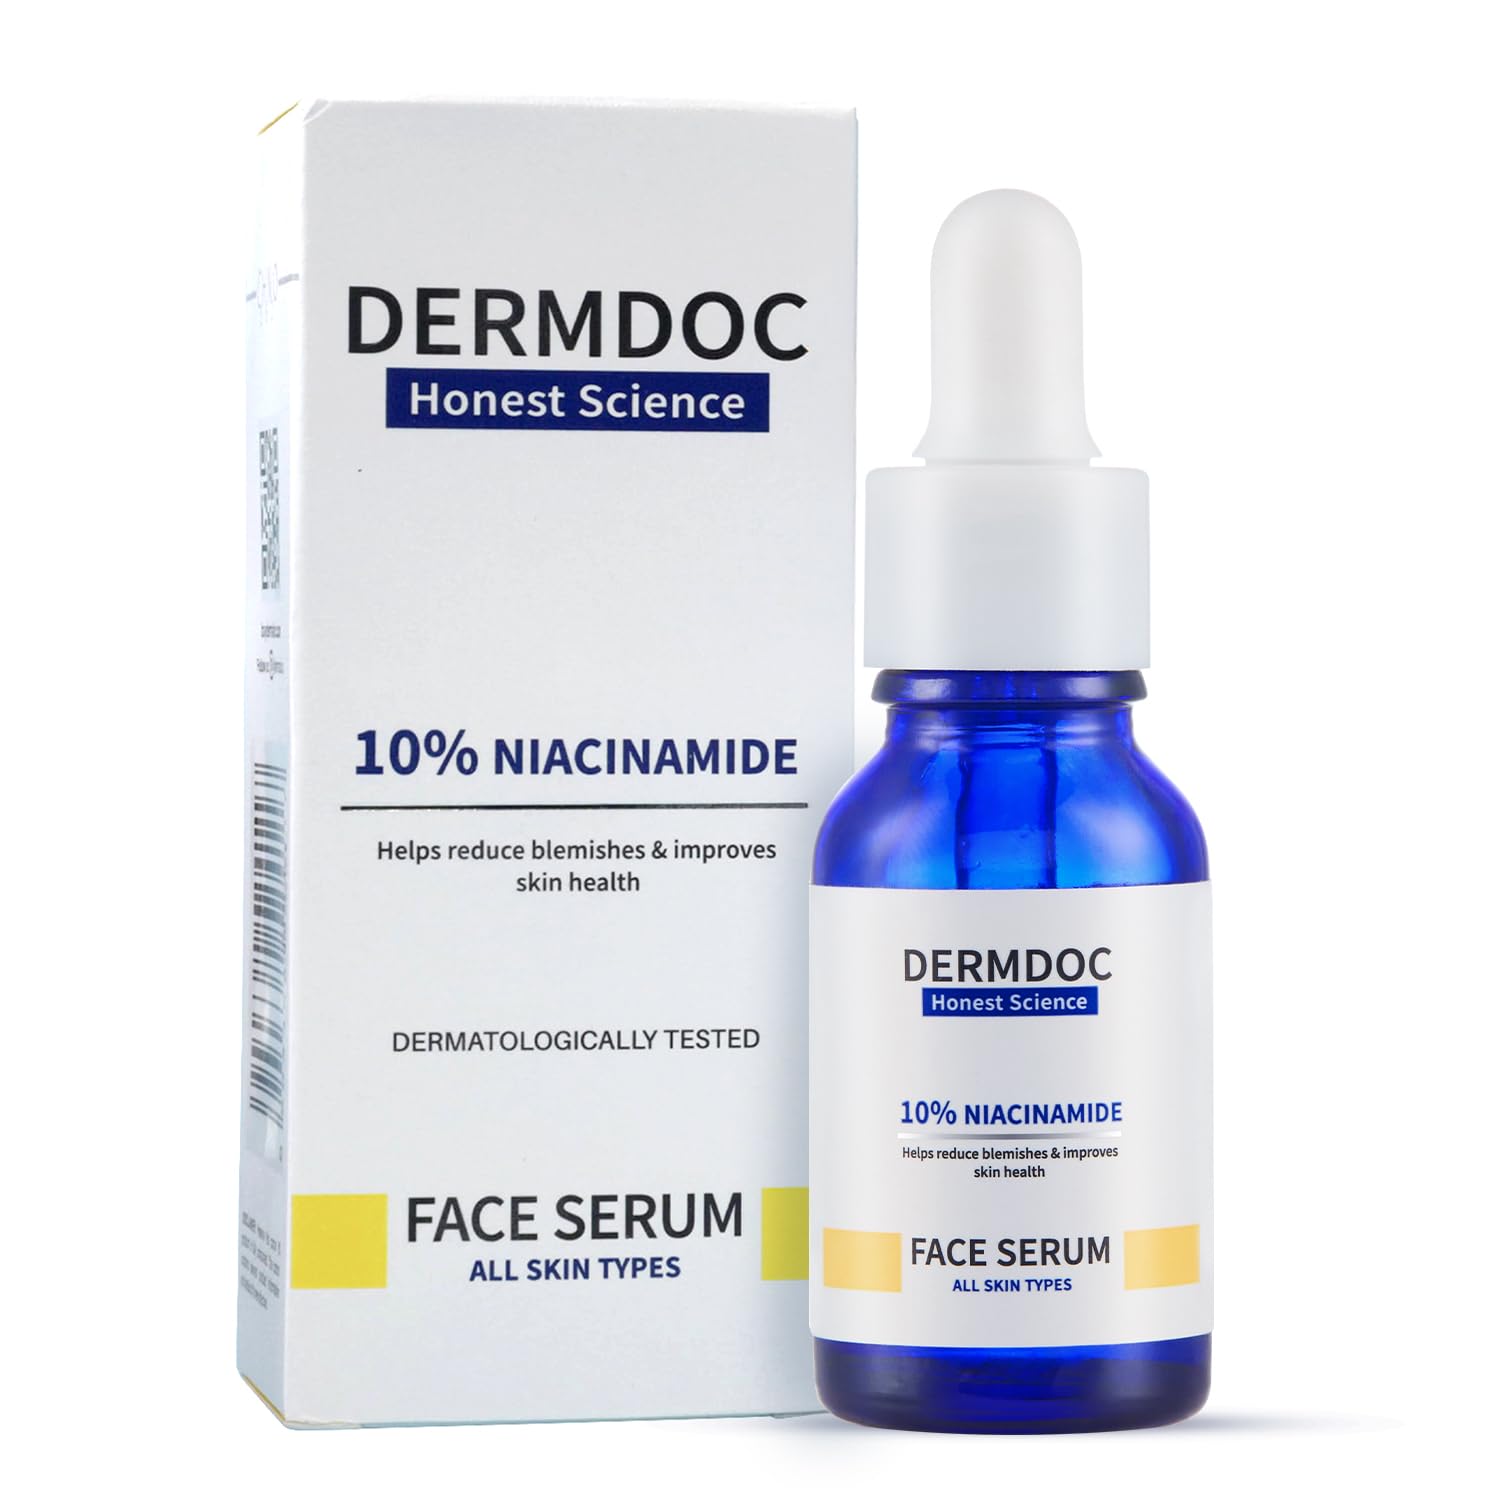 DERMDOC
Honest Science
10% NIACINAMIDE
Helps reduce blemishes & improves
skin health
DERMATOLOGICALLY TESTED
FACE SERUM
ALL SKIN TYPES
DERMDOC
Honest Science
10% NIACINAMIDE
Helps reduce blemishes & improves
skin health
FACE SERUM
ALL SKIN TYPES